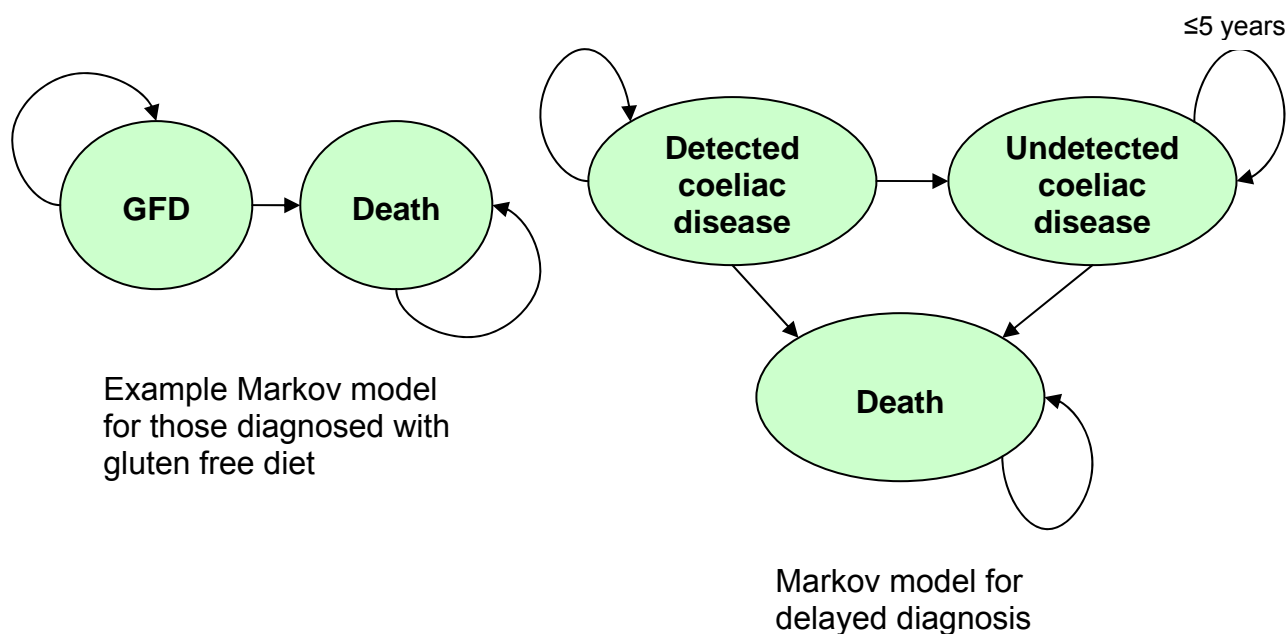 ≤5 years
GFD
Death
Detected
coeliac
disease
Undetected
coeliac
disease
Death
Example Markov model
for those diagnosed with
gluten free diet
Markov model for
delayed diagnosis